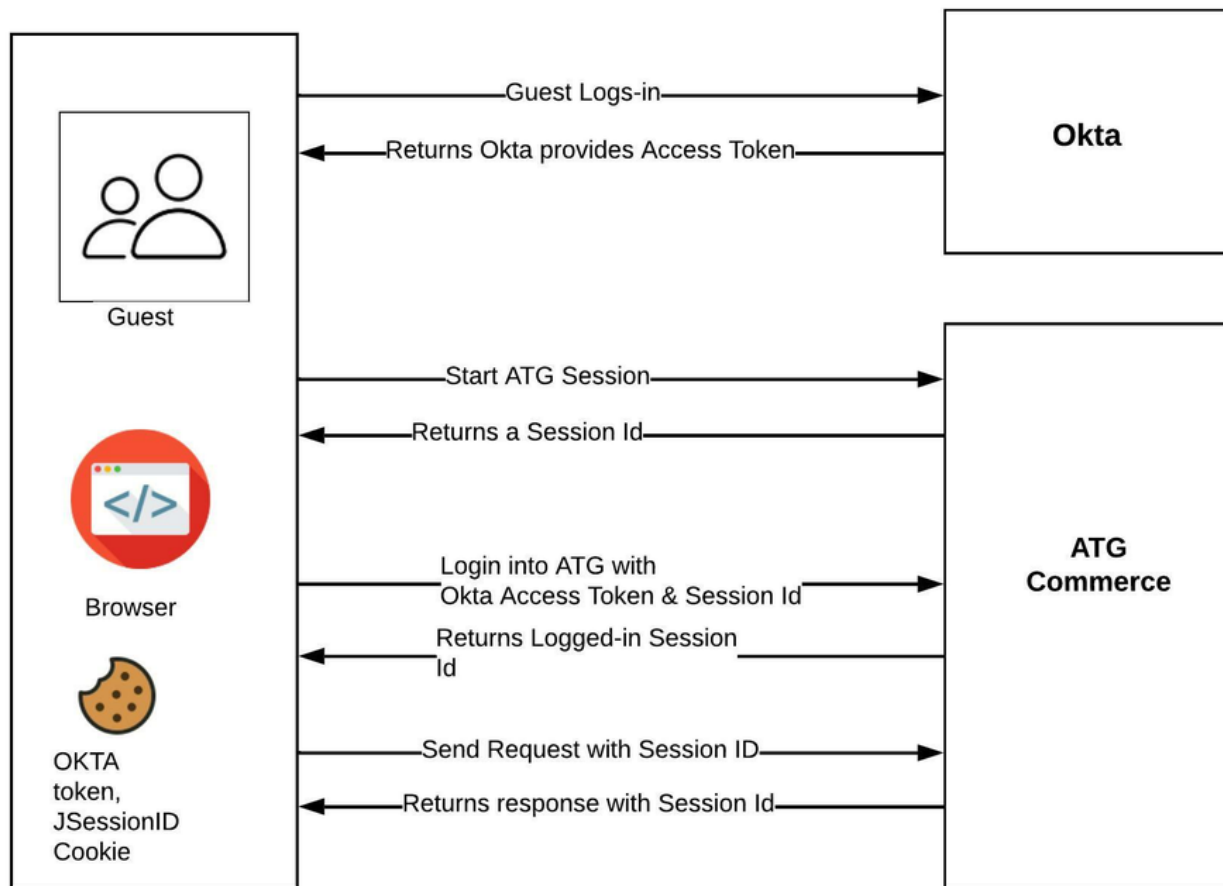 Guest Logs-in
Okta
Returns Okta provides Access Token
Guest
Start ATG Session
Returns a Session Id
</>
ATG
Commerce
Login into ATG with
Okta Access Token & Session Id
Browser
Returns Logged-in Session
Id
Send Request with Session ID
OKTA
token,
JSessionID
Cookie
Returns response with Session Id